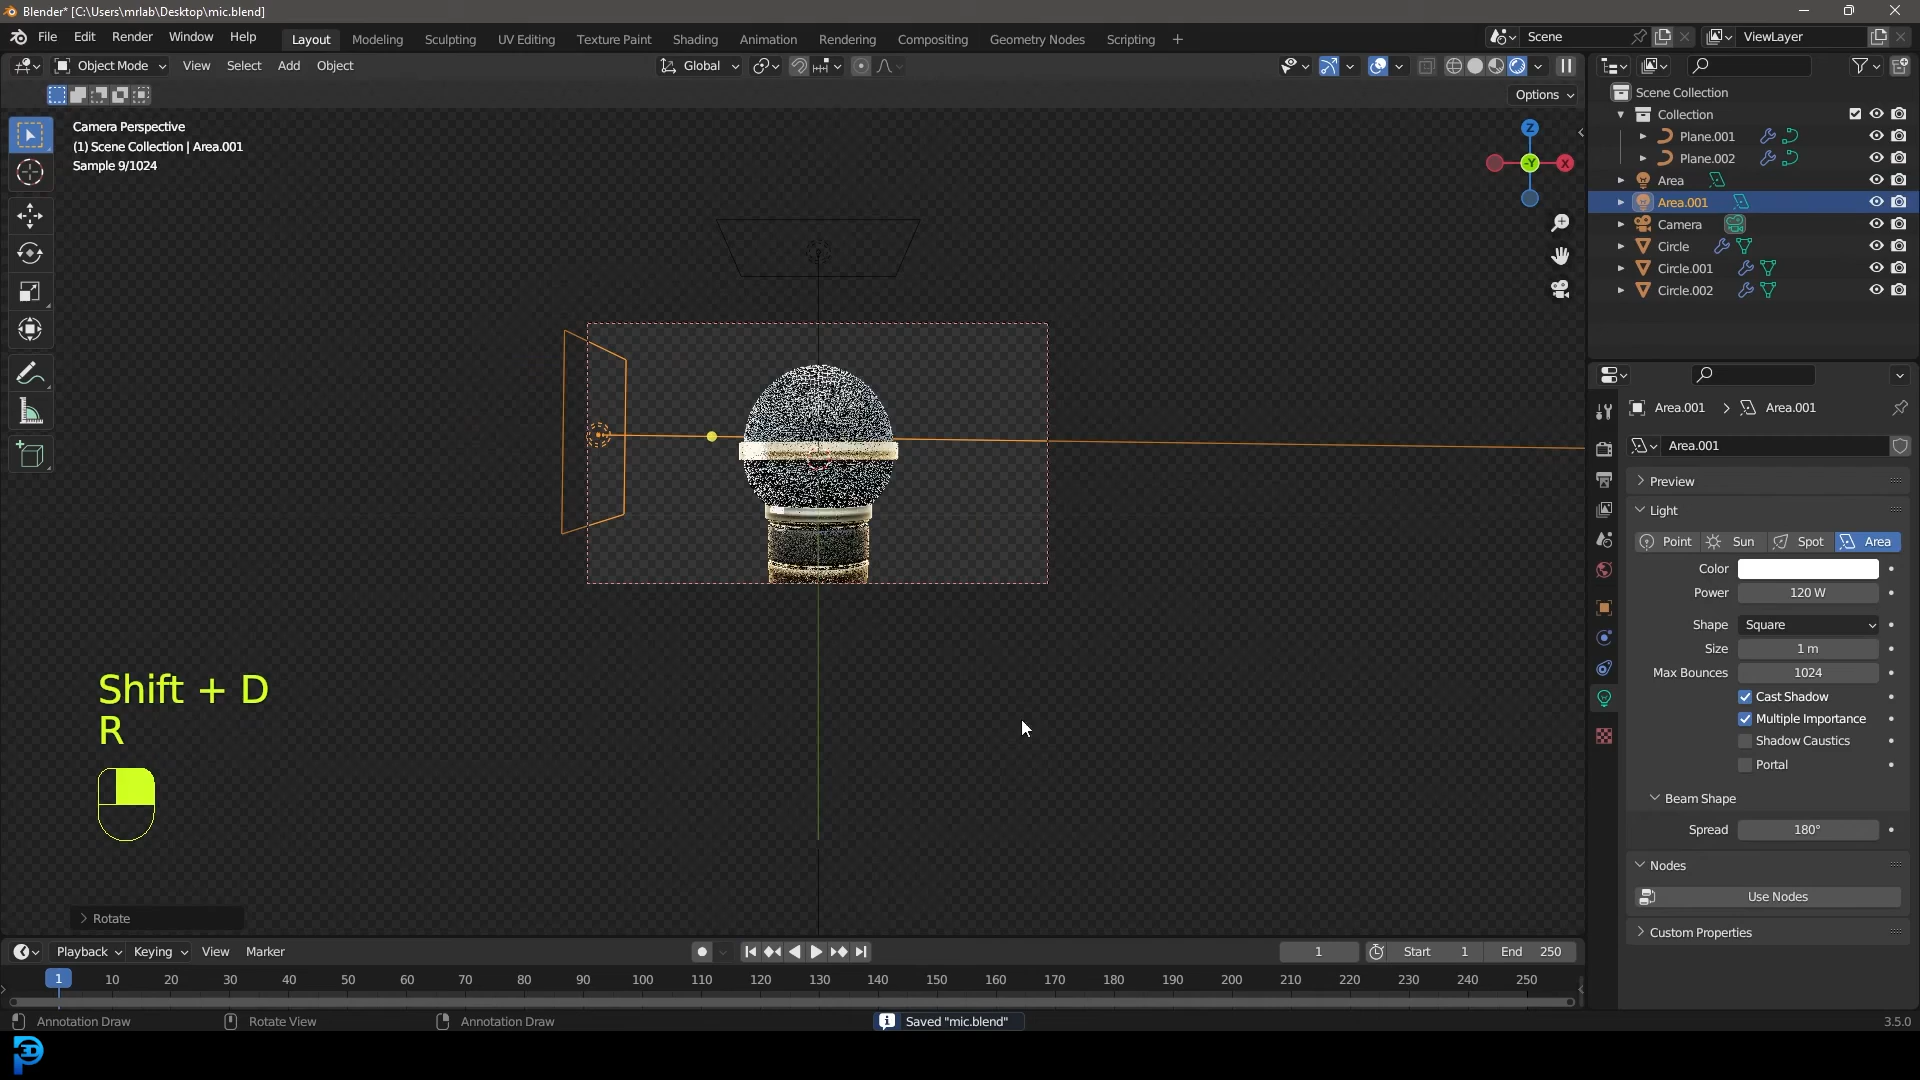 Blender* [C:\Users\mrlab\Desktop\mic.blend]
File Edit Render Window Help Layout Modeling Sculpting UV Editing Texture Paint Shading Animation Rendering Compositing Geometry Nodes Scripting + Scene ViewLayer
Object Mode View Select Add Object Global
Options
Camera Perspective
(1) Scene Collection | Area.001
Sample 9/1024
Z
-Y
X
Scene Collection
Collection
Plane.001
Plane.002
Area
Area.001
Camera
Circle
Circle.001
Circle.002
Area.001 > Area.001
Area.001
Preview
Light
Point Sun Spot Area
Color
Power 120 W
Shape Square
Size 1 m
Max Bounces 1024
Cast Shadow
Multiple Importance
Shadow Caustics
Portal
Beam Shape
Spread 180°
Nodes
Use Nodes
Custom Properties
Shift + D
R
Rotate
Playback Keying View Marker 1 Start 1 End 250
1 10 20 30 40 50 60 70 80 90 100 110 120 130 140 150 160 170 180 190 200 210 220 230 240 250
Annotation Draw Rotate View Annotation Draw Saved "mic.blend" 3.5.0